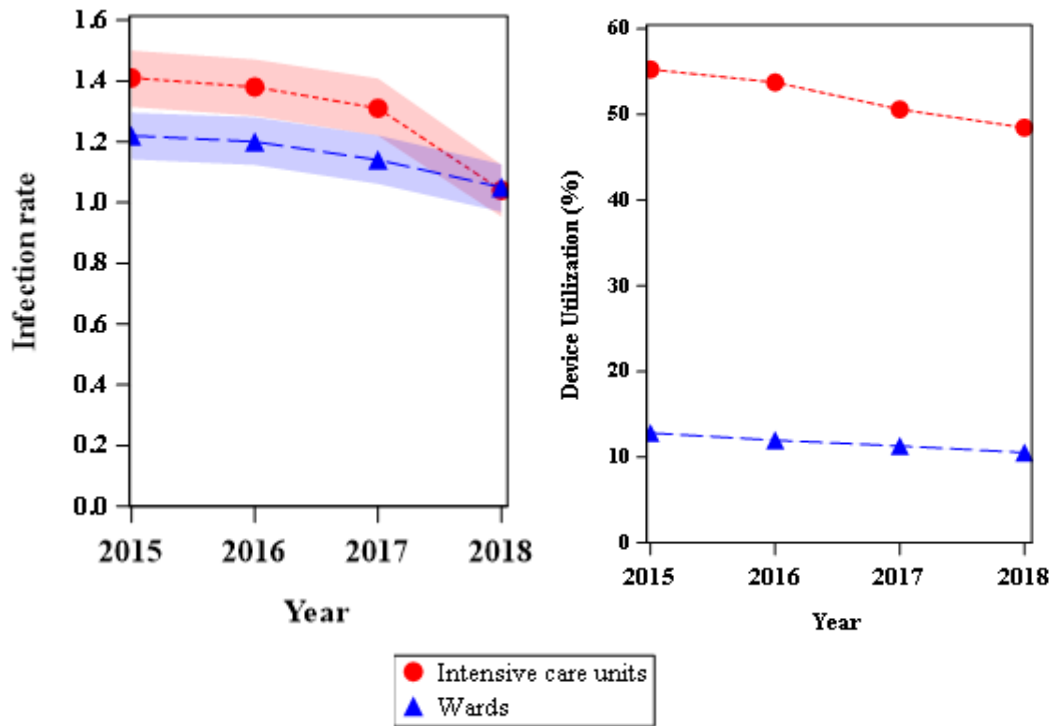 Infection rate
1.6
1.4
1.2
1.0
0.8
0.6
0.4
0.2
0.0
2015 2016 2017 2018
Year
Device Utilization (%)
60
50
40
30
20
10
0
2015 2016 2017 2018
Year
Intensive care units
Wards